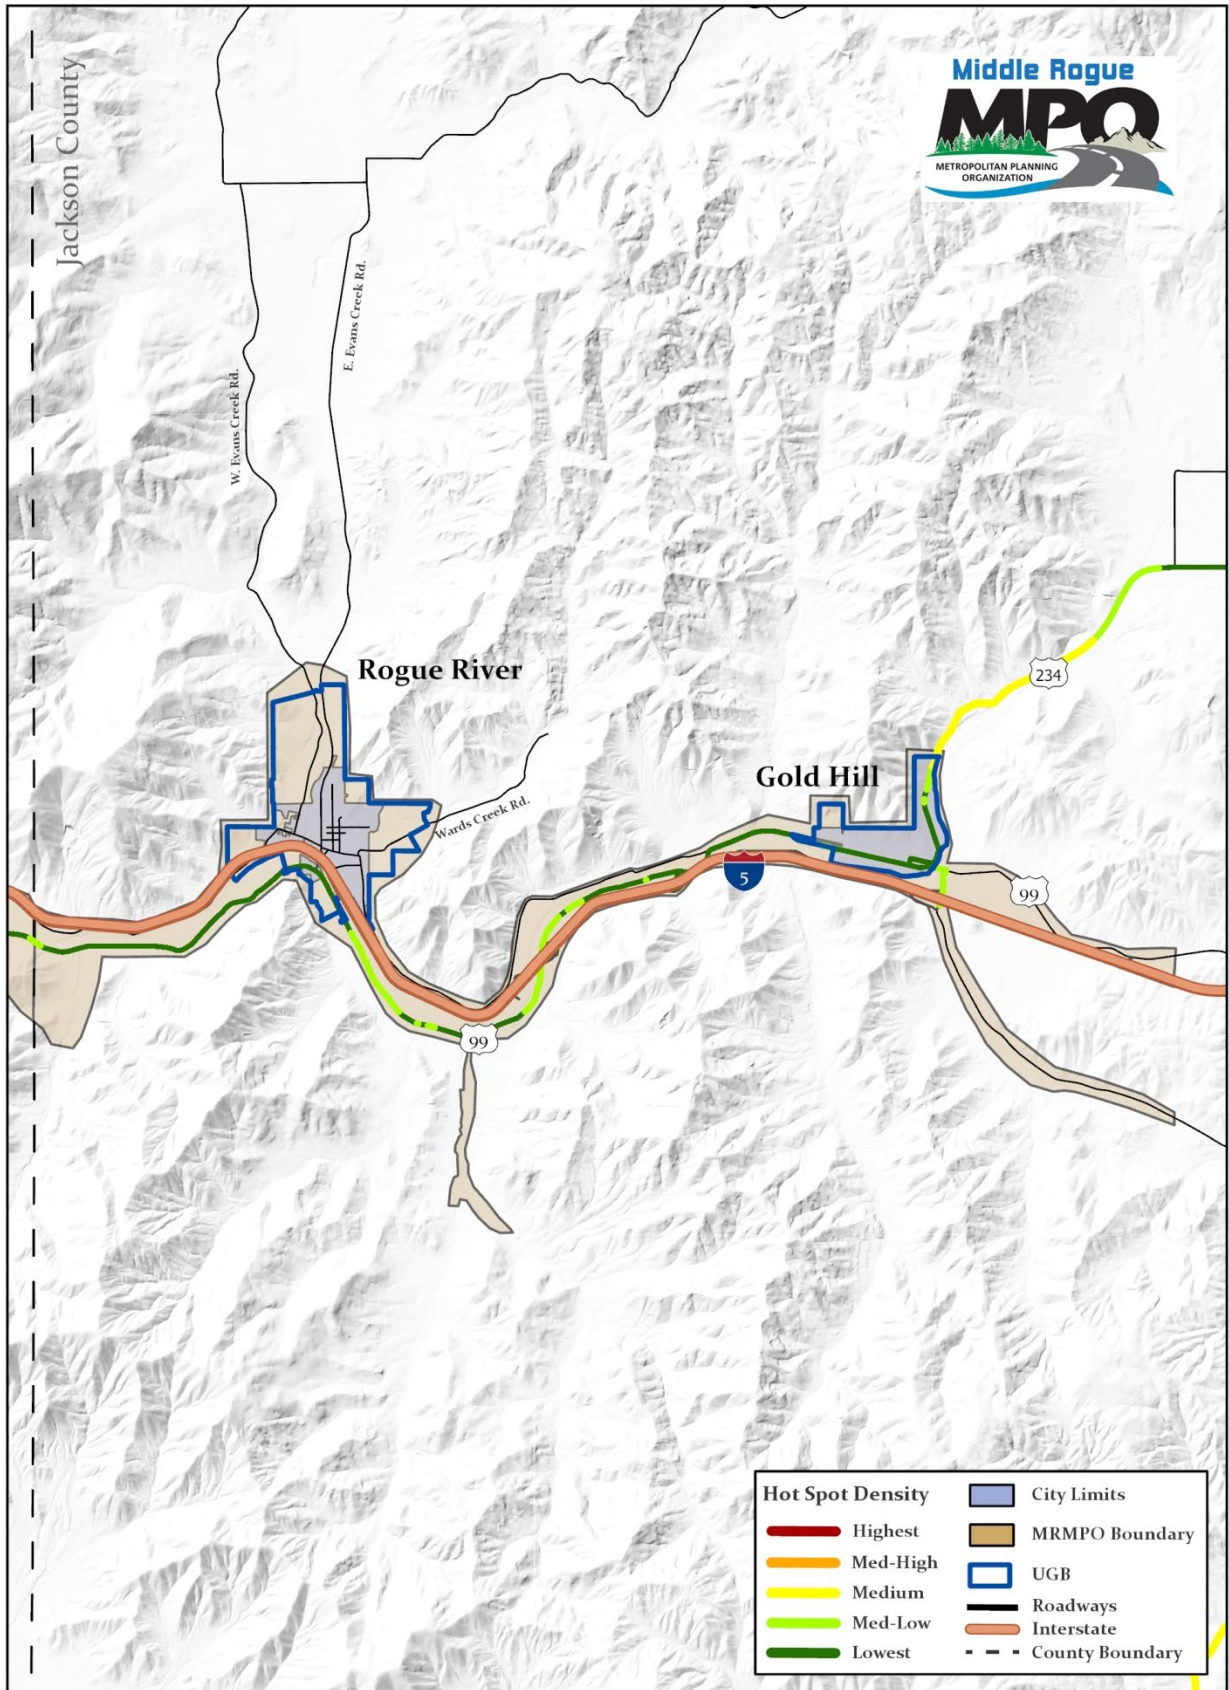 Middle Rogue
MPO
METROPOLITAN PLANNING
ORGANIZATION
Jackson County
E. Evans Creek Rd.
W. Evans Creek Rd.
Rogue River
234
Gold Hill
Wards Creek Rd.
5
99
99
Hot Spot Density
Highest
Med-High
Medium
Med-Low
Lowest
City Limits
MRMPO Boundary
UGB
Roadways
Interstate
County Boundary